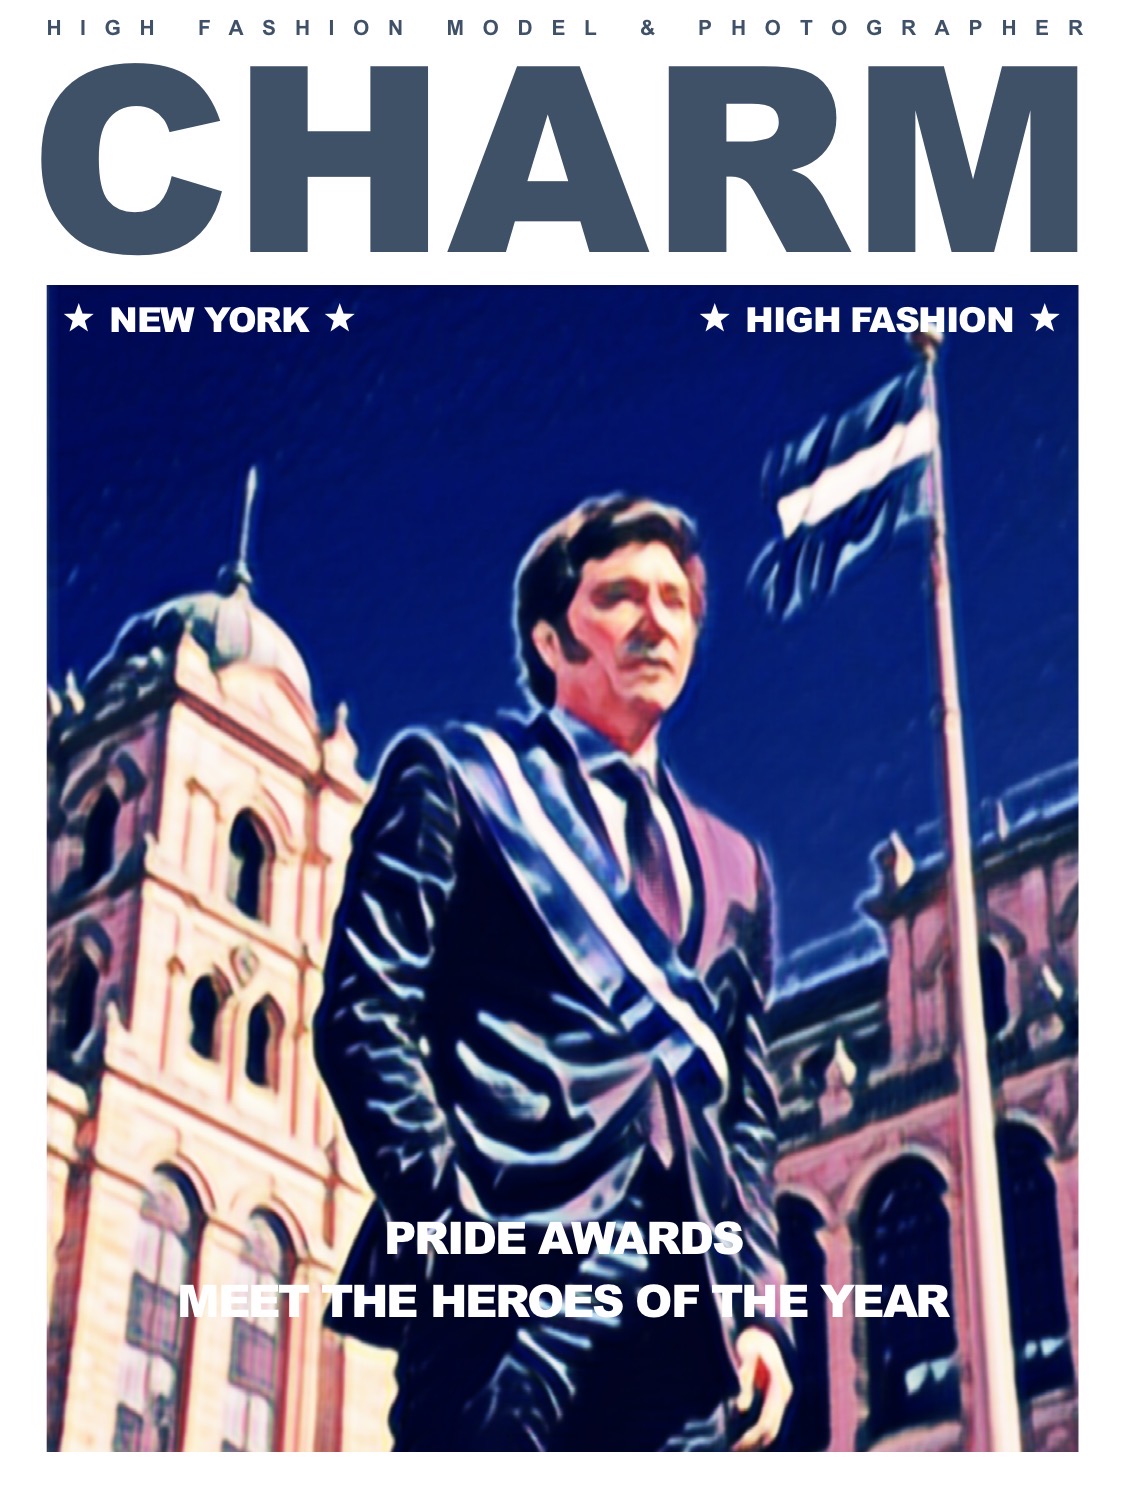 HIGH FASHION MODEL & PHOTOGRAPHER
CHARM
★ NEW YORK ★ ★ HIGH FASHION ★
PRIDE AWARDS
MEET THE HEROES OF THE YEAR